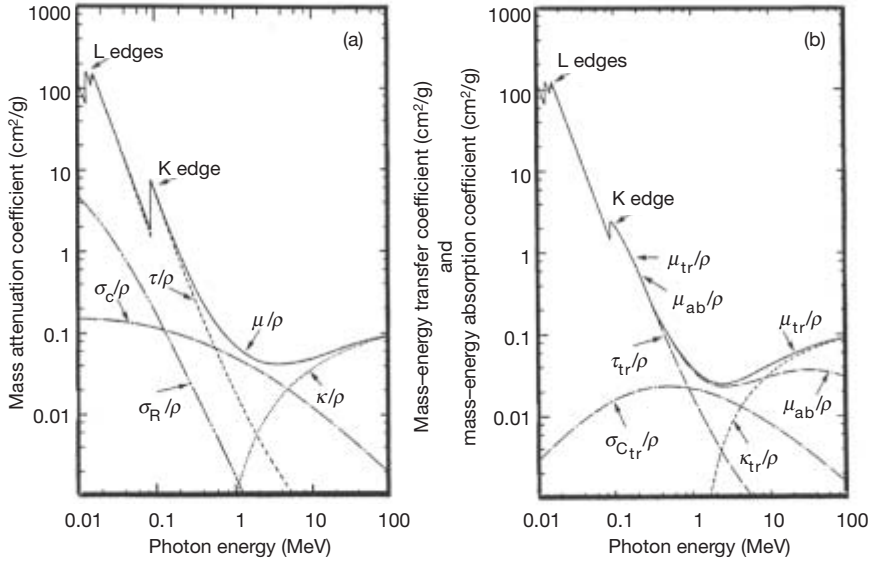 Mass attenuation coefficient (cm²/g)
1000
100
10
1
0.1
0.01
(a)
L edges
K edge
τ/ρ
σc/ρ
μ/ρ
σR/ρ
κ/ρ
0.01 0.1 1 10 100
Photon energy (MeV)
Mass–energy transfer coefficient (cm²/g)
and
mass–energy absorption coefficient (cm²/g)
1000
100
10
1
0.1
0.01
(b)
L edges
K edge
μtr/ρ
μab/ρ
μtr/ρ
τtr/ρ
μab/ρ
σCtr/ρ
κtr/ρ
0.01 0.1 1 10 100
Photon energy (MeV)